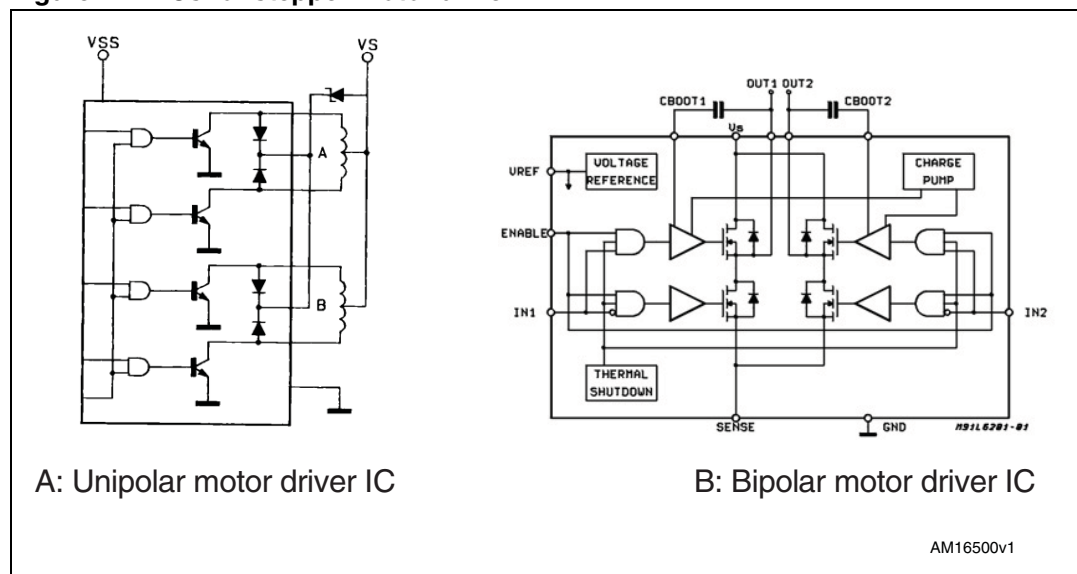 VSS
VS
A
B
OUT1 OUT2
CBOOT1
CBOOT2
Vs
VREF
VOLTAGE
REFERENCE
CHARGE
PUMP
ENABLE
IN1
IN2
THERMAL
SHUTDOWN
SENSE
GND
M91L6201-01
A: Unipolar motor driver IC
B: Bipolar motor driver IC
AM16500v1